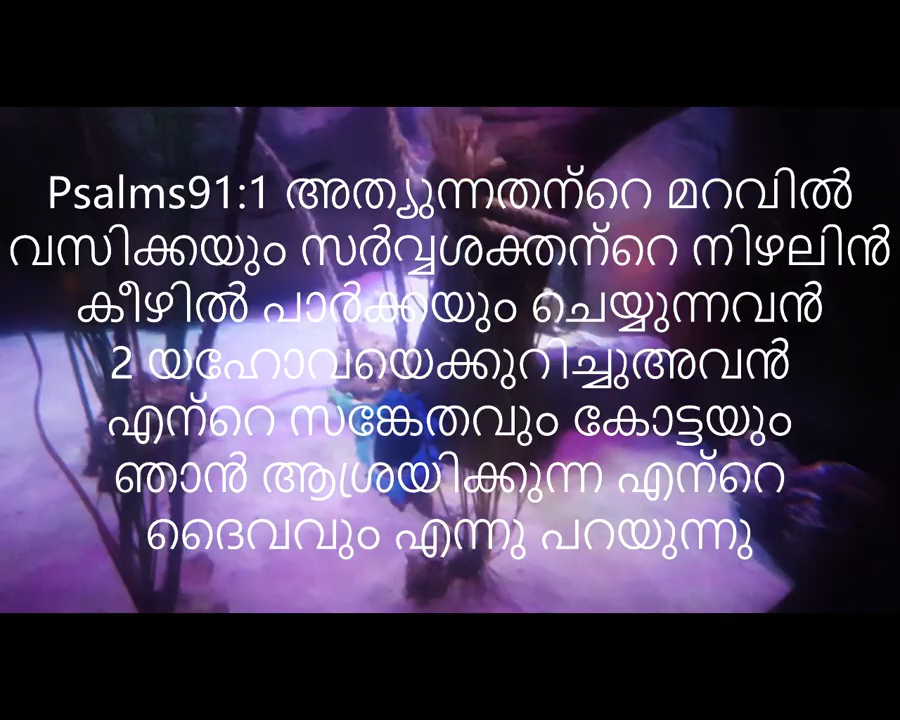 Psalms91:1 അത്യുന്നതന്റെ മറവിൽ
വസിക്കയും സർവ്വശക്തന്റെ നിഴലിൻ
കീഴിൽ പാർക്കയും ചെയ്യുന്നവൻ
2 യഹോവയെക്കുറിച്ചുഅവൻ
എന്റെ സങ്കേതവും കോട്ടയും
ഞാൻ ആശ്രയിക്കുന്ന എന്റെ
ദൈവവും എന്നു പറയുന്നു